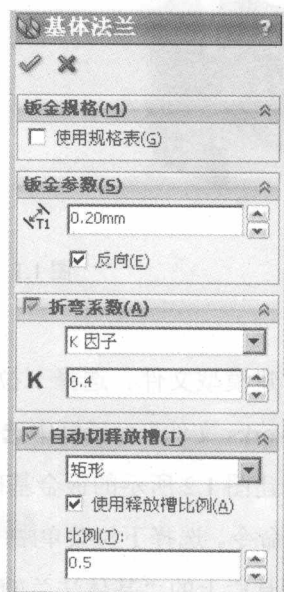 基体法兰 ?
钣金规格(M)
使用规格表(G)
钣金参数(S)
T1 0.20mm
反向(E)
折弯系数(A)
K 因子
K 0.4
自动切释放槽(T)
矩形
使用释放槽比例(A)
比例(T):
0.5